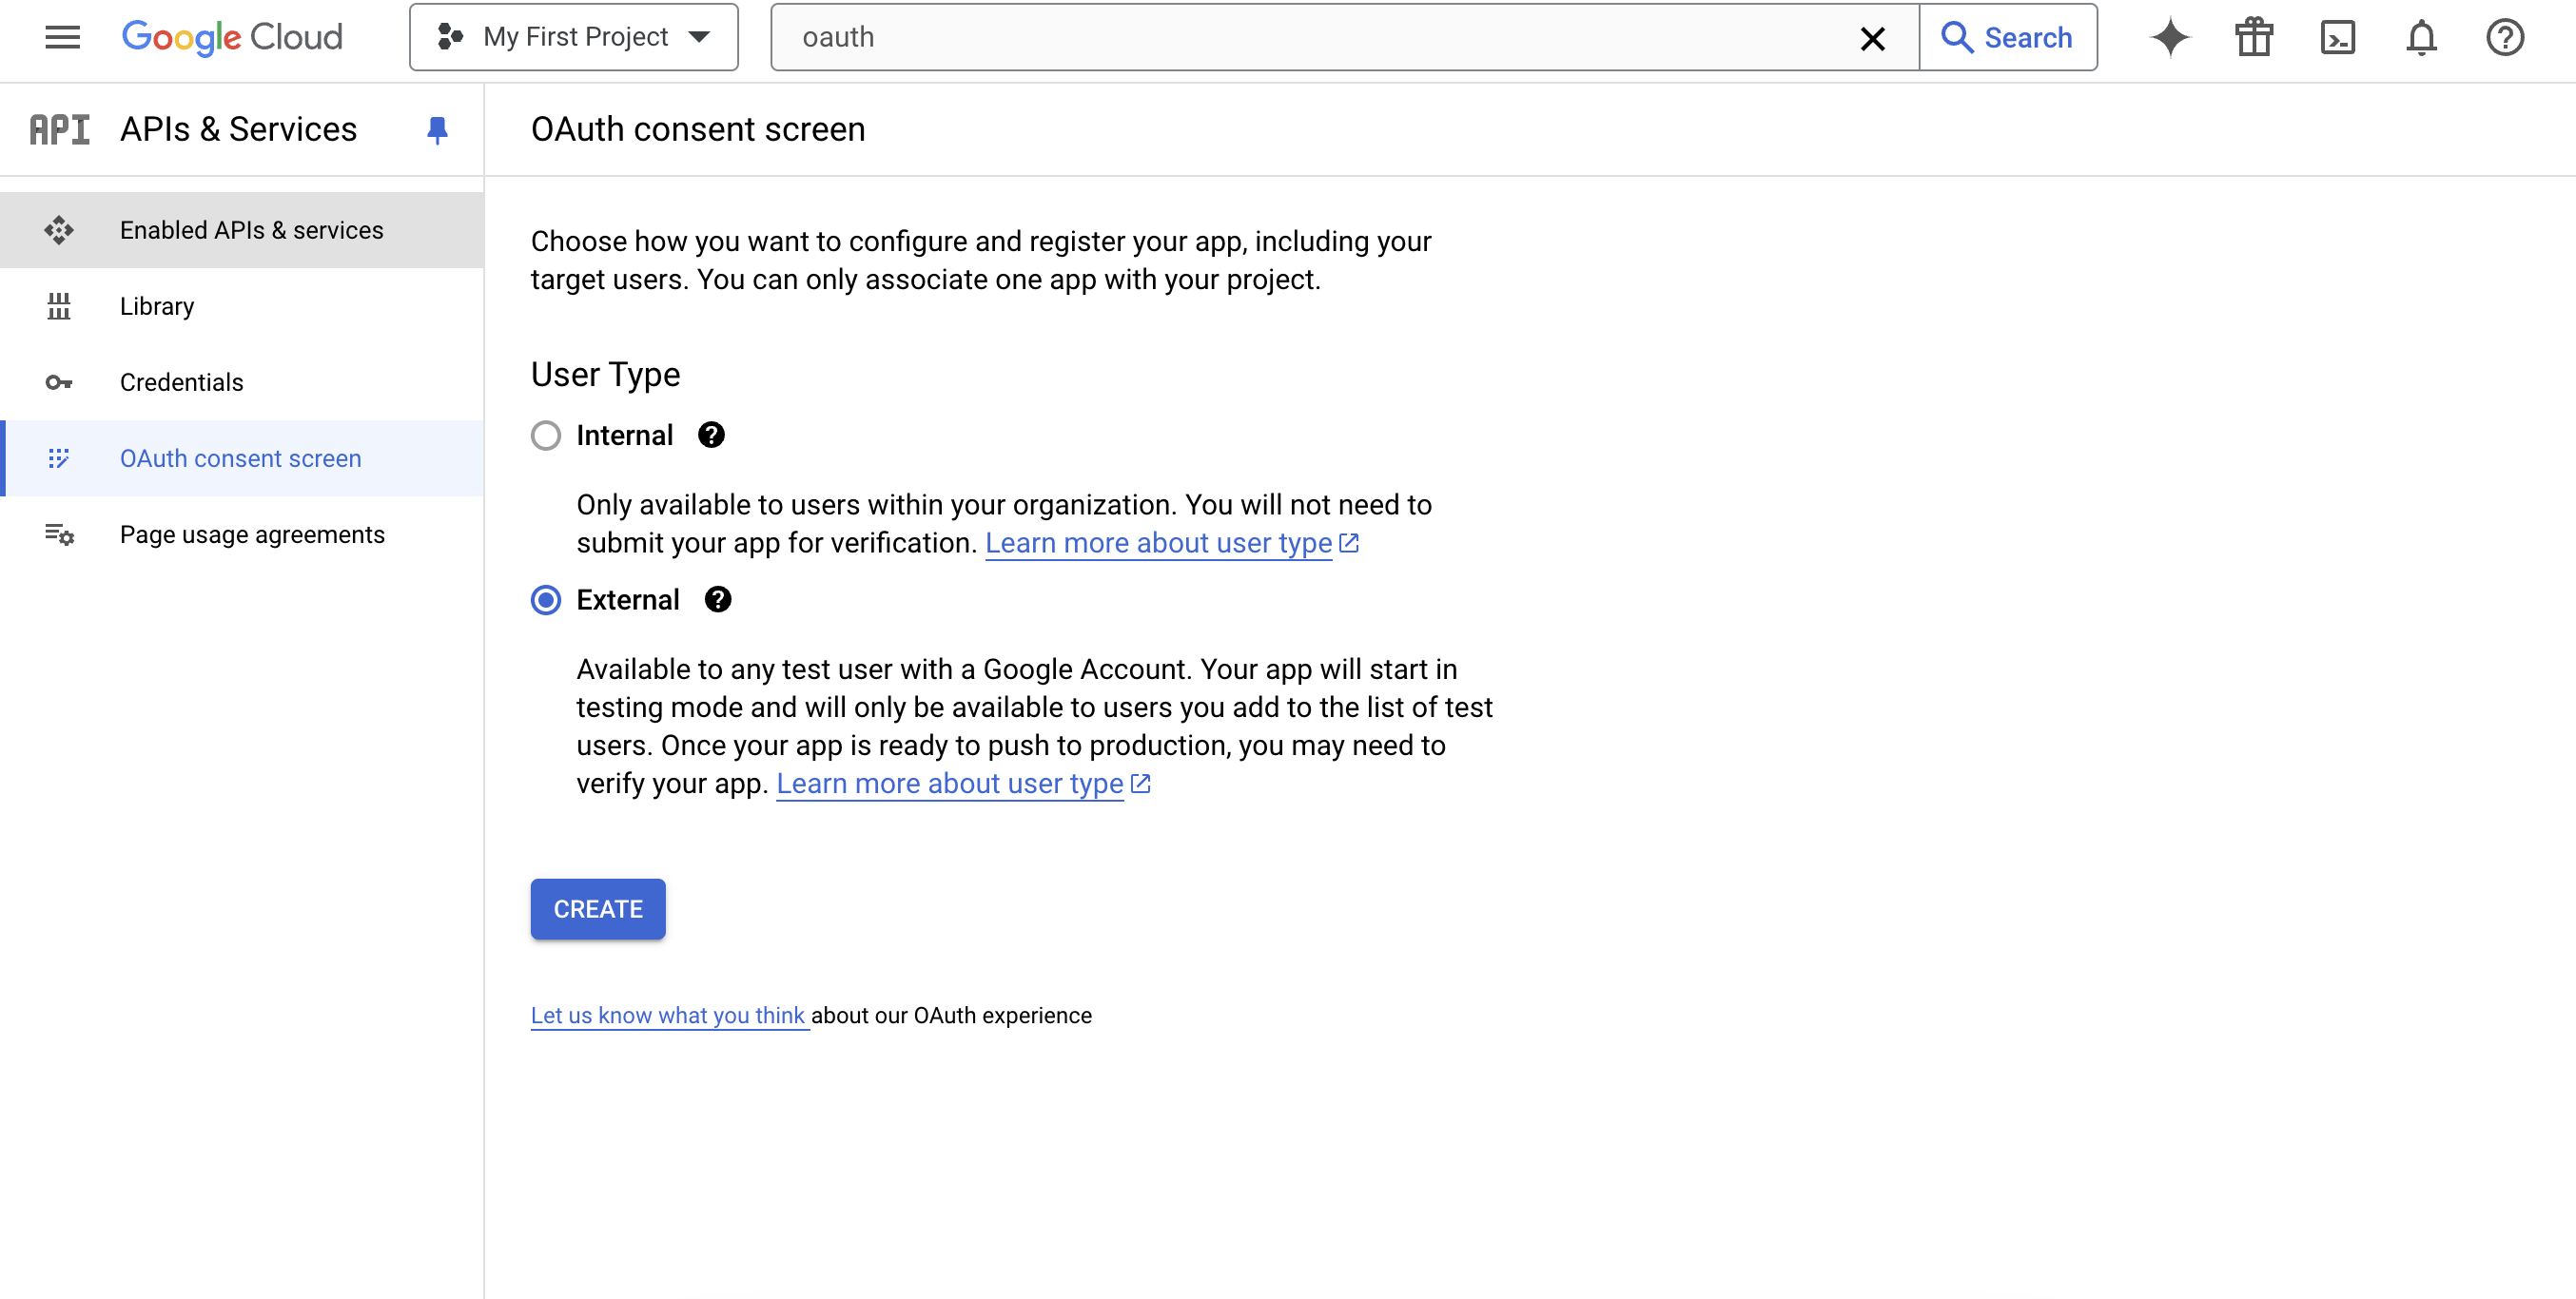 Google Cloud
My First Project
oauth
Search
API
APIs & Services
OAuth consent screen
Enabled APIs & services
Library
Credentials
OAuth consent screen
Page usage agreements
Choose how you want to configure and register your app, including your
target users. You can only associate one app with your project.
User Type
Internal
Only available to users within your organization. You will not need to
submit your app for verification. Learn more about user type
External
Available to any test user with a Google Account. Your app will start in
testing mode and will only be available to users you add to the list of test
users. Once your app is ready to push to production, you may need to
verify your app. Learn more about user type
CREATE
Let us know what you think about our OAuth experience